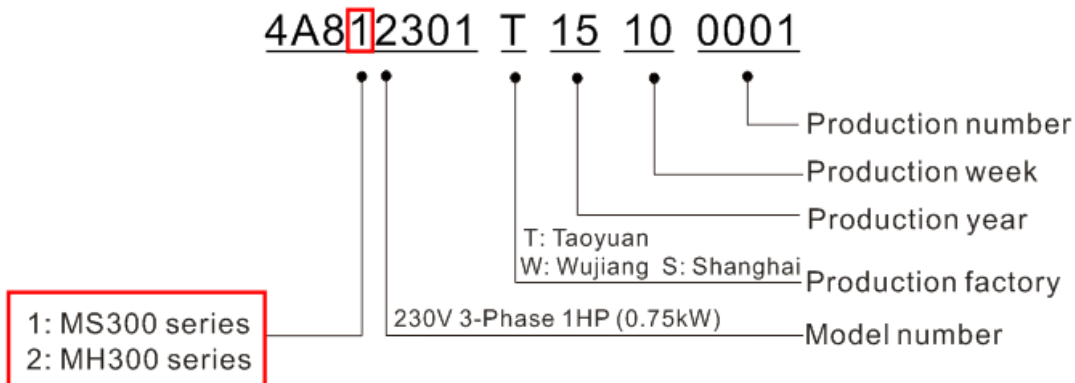 4A812301 T 15 10 0001
Production number
Production week
Production year
T: Taoyuan
W: Wujiang S: Shanghai
Production factory
230V 3-Phase 1HP (0.75kW)
Model number
1: MS300 series
2: MH300 series